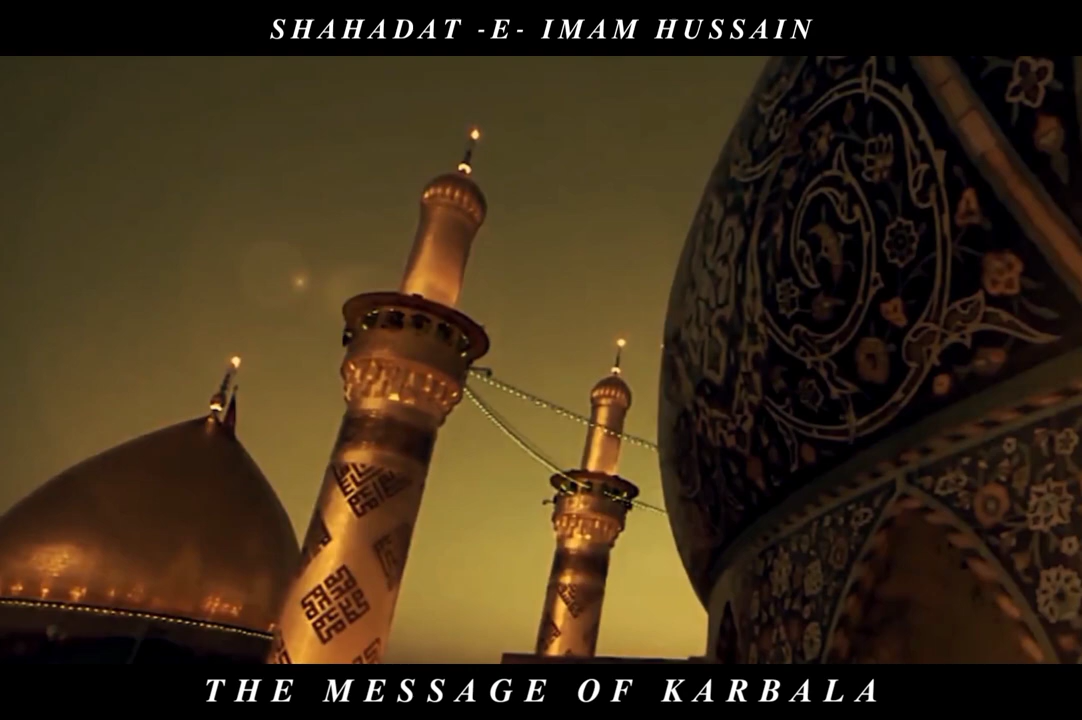 SHAHADAT -E- IMAM HUSSAIN
THE MESSAGE OF KARBALA